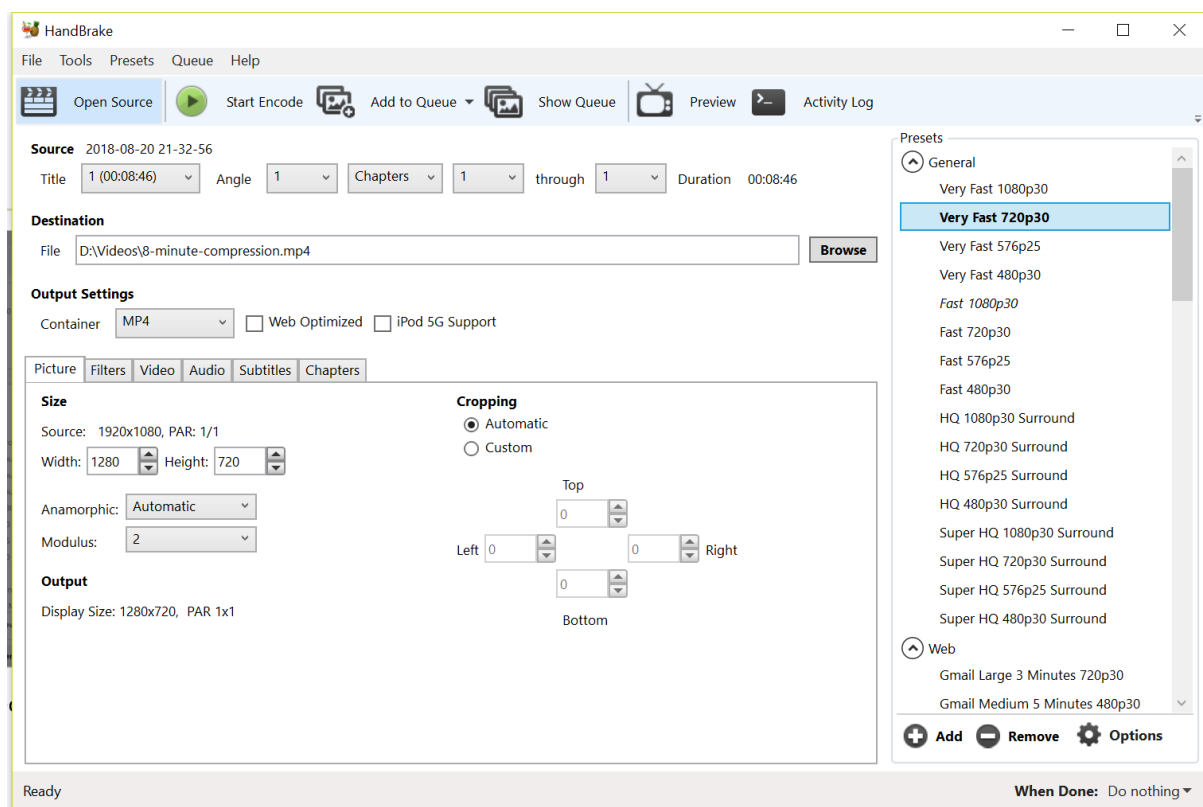 HandBrake
File Tools Presets Queue Help
Open Source Start Encode Add to Queue Show Queue Preview Activity Log
Source 2018-08-20 21-32-56
Title 1 (00:08:46) Angle 1 Chapters 1 through 1 Duration 00:08:46
Destination
File D:\Videos\8-minute-compression.mp4 Browse
Output Settings
Container MP4 Web Optimized iPod 5G Support
Picture Filters Video Audio Subtitles Chapters
Size
Source: 1920x1080, PAR: 1/1
Width: 1280 Height: 720
Anamorphic: Automatic
Modulus: 2
Output
Display Size: 1280x720, PAR 1x1
Cropping
Automatic
Custom
Top
0
Left 0 0 Right
0
Bottom
Presets
General
Very Fast 1080p30
Very Fast 720p30
Very Fast 576p25
Very Fast 480p30
Fast 1080p30
Fast 720p30
Fast 576p25
Fast 480p30
HQ 1080p30 Surround
HQ 720p30 Surround
HQ 576p25 Surround
HQ 480p30 Surround
Super HQ 1080p30 Surround
Super HQ 720p30 Surround
Super HQ 576p25 Surround
Super HQ 480p30 Surround
Web
Gmail Large 3 Minutes 720p30
Gmail Medium 5 Minutes 480p30
Add Remove Options
Ready When Done: Do nothing